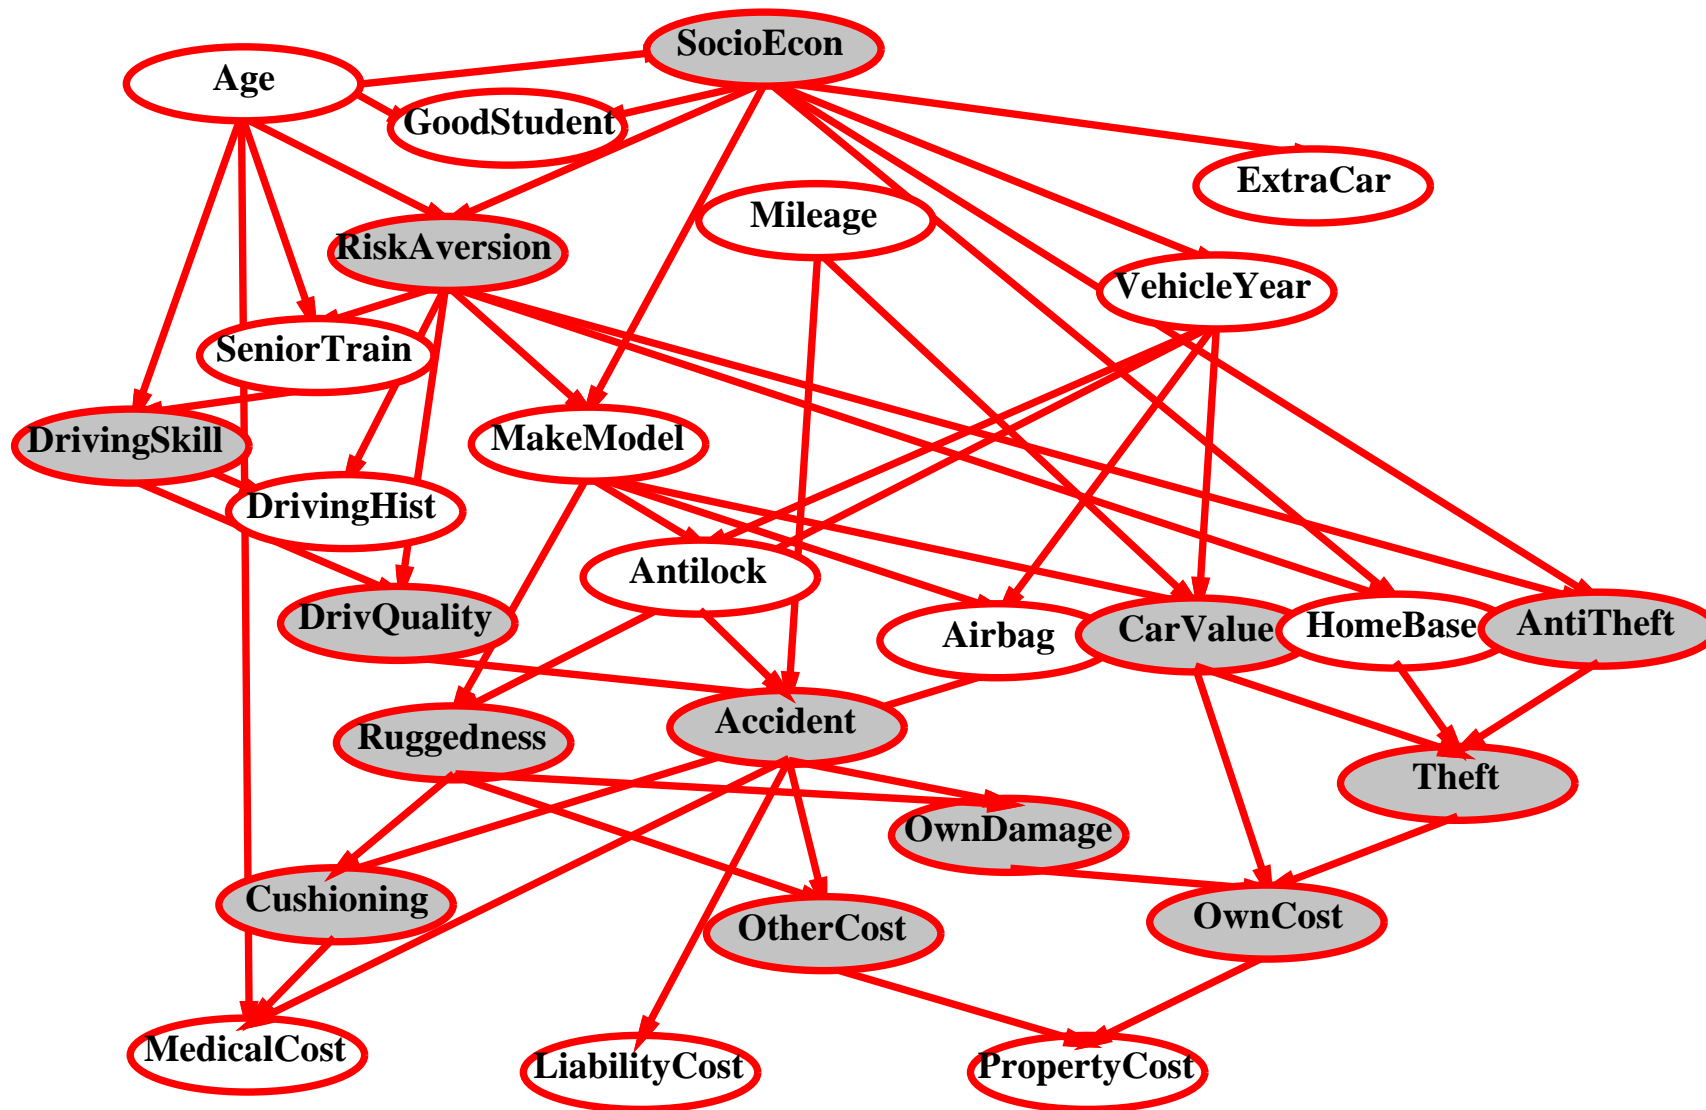 SocioEcon
Age
GoodStudent
ExtraCar
Mileage
RiskAversion
VehicleYear
SeniorTrain
DrivingSkill
MakeModel
DrivingHist
Antilock
DrivQuality
Airbag
CarValue
HomeBase
AntiTheft
Ruggedness
Accident
Theft
OwnDamage
Cushioning
OtherCost
OwnCost
MedicalCost
LiabilityCost
PropertyCost